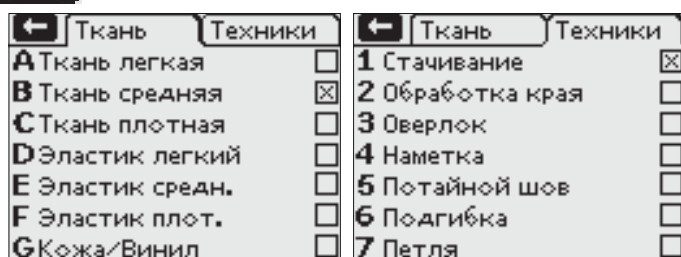 Ткань Техники
A Ткань легкая
B Ткань средняя
C Ткань плотная
D Эластик легкий
E Эластик средн.
F Эластик плот.
G Кожа/Винил
Ткань Техники
1 Стачивание
2 Обработка края
3 Оверлок
4 Наметка
5 Потайной шов
6 Подгибка
7 Петля